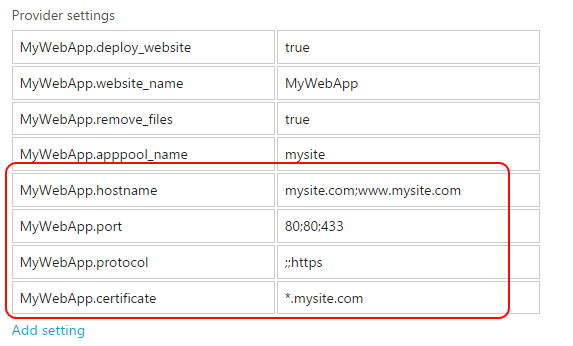 Provider settings
MyWebApp.deploy_website true
MyWebApp.website_name MyWebApp
MyWebApp.remove_files true
MyWebApp.apppool_name mysite
MyWebApp.hostname mysite.com;www.mysite.com
MyWebApp.port 80;80;433
MyWebApp.protocol ;;https
MyWebApp.certificate *.mysite.com
Add setting